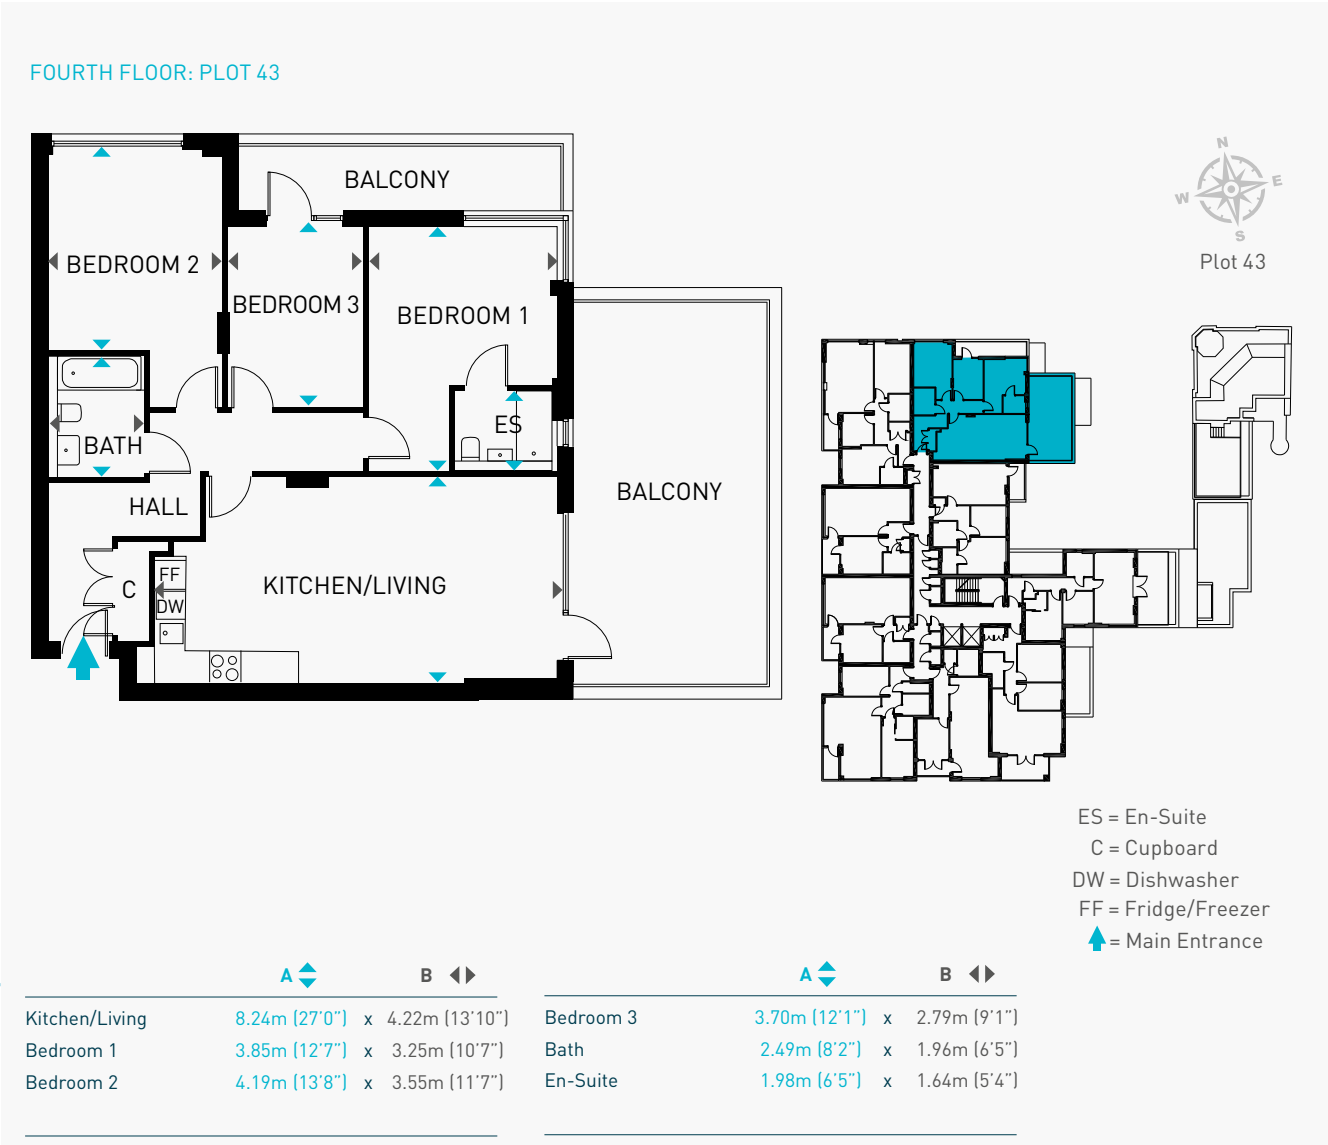 FOURTH FLOOR: PLOT 43
BALCONY
BEDROOM 2
BEDROOM 3
BEDROOM 1
BATH
ES
HALL
BALCONY
C
FF
DW
KITCHEN/LIVING
N
E
W
S
Plot 43
ES = En-Suite
C = Cupboard
DW = Dishwasher
FF = Fridge/Freezer
= Main Entrance
A B
Kitchen/Living 8.24m (27’0”) x 4.22m (13’10”)
Bedroom 1 3.85m (12’7”) x 3.25m (10’7”)
Bedroom 2 4.19m (13’8”) x 3.55m (11’7”)
A B
Bedroom 3 3.70m (12’1”) x 2.79m (9’1”)
Bath 2.49m (8’2”) x 1.96m (6’5”)
En-Suite 1.98m (6’5”) x 1.64m (5’4”)